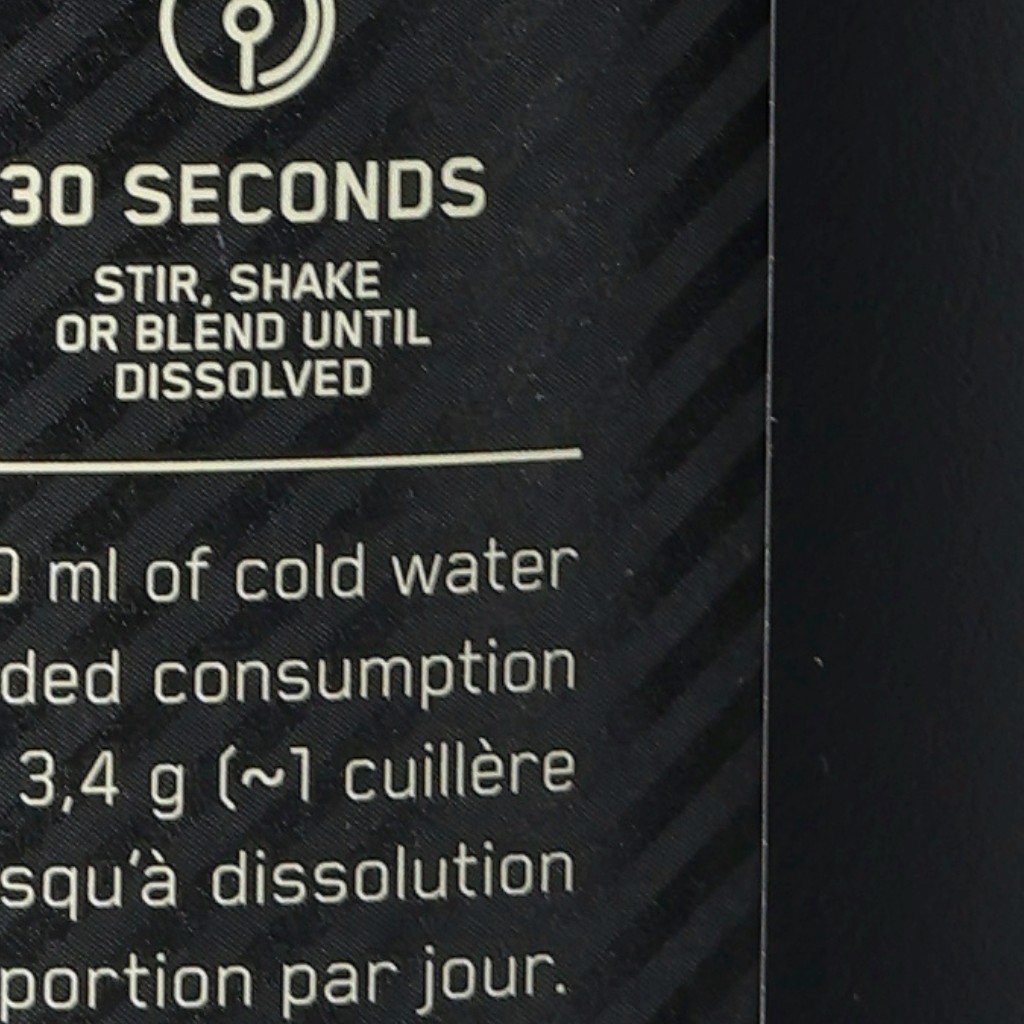 30 SECONDS
STIR, SHAKE
OR BLEND UNTIL
DISSOLVED
0 ml of cold water
ded consumption
3,4 g (~1 cuillère
squ'à dissolution
portion par jour.